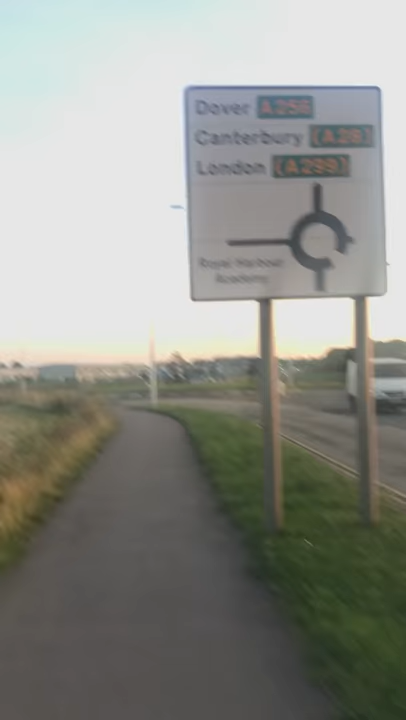 Dover A256
Canterbury (A28)
London (A299)
Royal Harbour
Academy